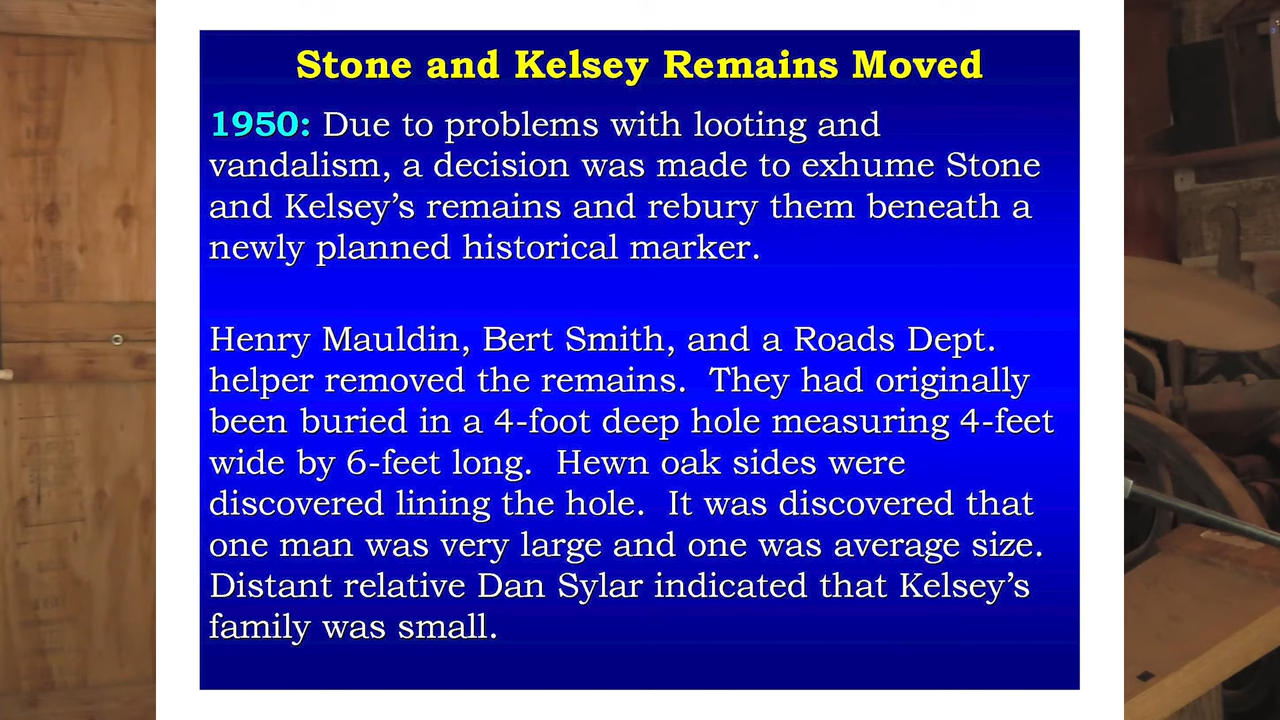 Stone and Kelsey Remains Moved
1950: Due to problems with looting and
vandalism, a decision was made to exhume Stone
and Kelsey’s remains and rebury them beneath a
newly planned historical marker.
Henry Mauldin, Bert Smith, and a Roads Dept.
helper removed the remains.  They had originally
been buried in a 4-foot deep hole measuring 4-feet
wide by 6-feet long.  Hewn oak sides were
discovered lining the hole.  It was discovered that
one man was very large and one was average size.
Distant relative Dan Sylar indicated that Kelsey’s
family was small.